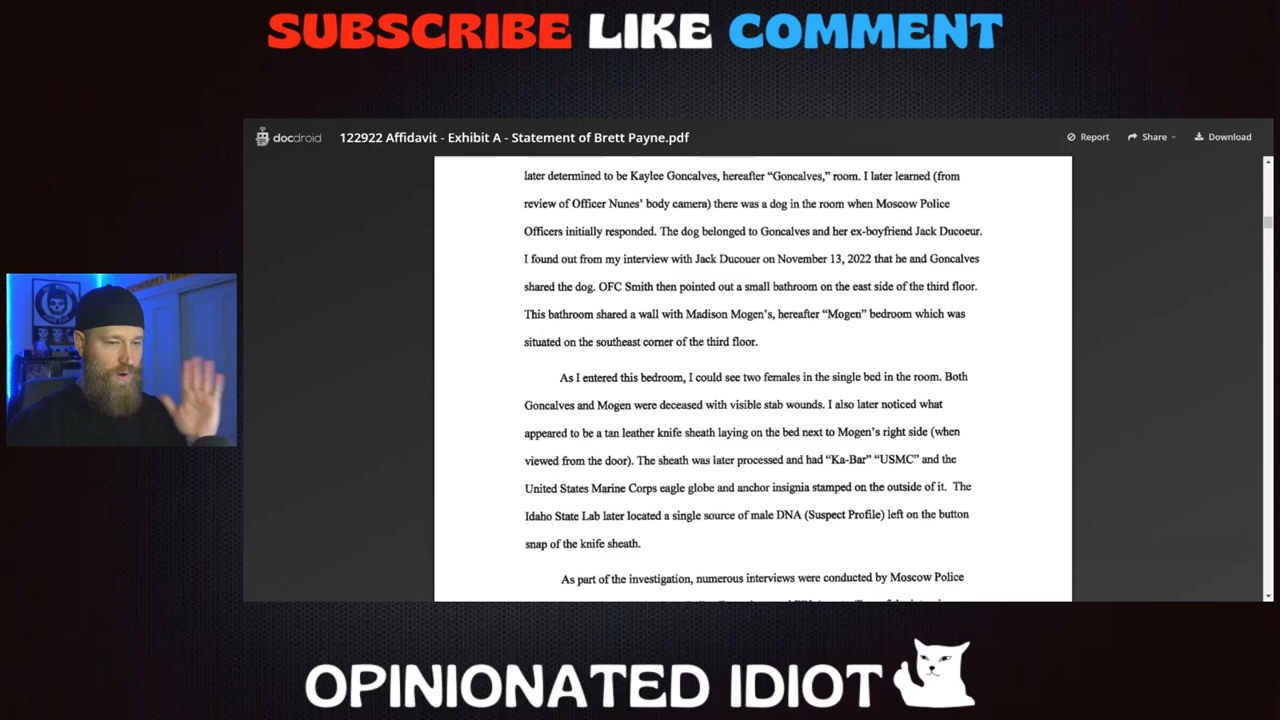 SUBSCRIBE LIKE COMMENT
docdroid
122922 Affidavit - Exhibit A - Statement of Brett Payne.pdf
Report
Share
Download
later determined to be Kaylee Goncalves, hereafter “Goncalves,” room. I later learned (from
review of Officer Nunes’ body camera) there was a dog in the room when Moscow Police
Officers initially responded. The dog belonged to Goncalves and her ex-boyfriend Jack Ducoeur.
I found out from my interview with Jack Ducouer on November 13, 2022 that he and Goncalves
shared the dog. OFC Smith then pointed out a small bathroom on the east side of the third floor.
This bathroom shared a wall with Madison Mogen’s, hereafter “Mogen” bedroom which was
situated on the southeast corner of the third floor.
As I entered this bedroom, I could see two females in the single bed in the room. Both
Goncalves and Mogen were deceased with visible stab wounds. I also later noticed what
appeared to be a tan leather knife sheath laying on the bed next to Mogen’s right side (when
viewed from the door). The sheath was later processed and had “Ka-Bar” “USMC” and the
United States Marine Corps eagle globe and anchor insignia stamped on the outside of it. The
Idaho State Lab later located a single source of male DNA (Suspect Profile) left on the button
snap of the knife sheath.
As part of the investigation, numerous interviews were conducted by Moscow Police
OPINIONATED IDIOT